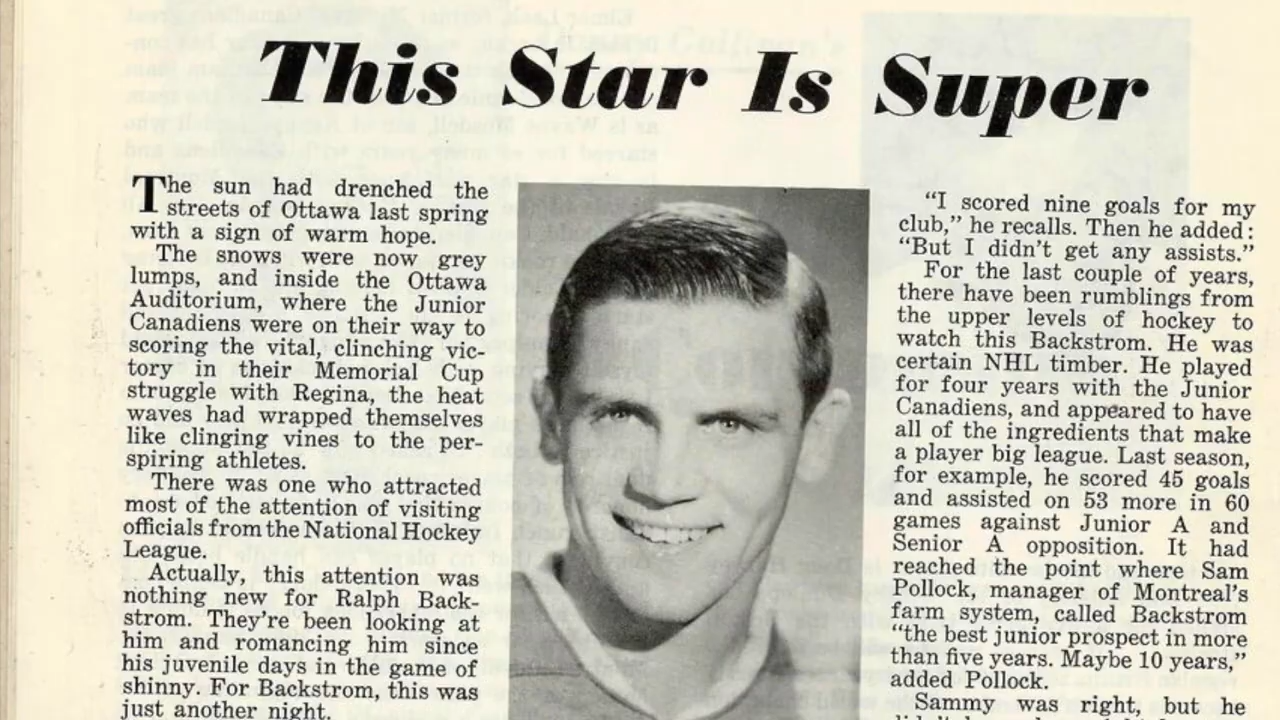 This Star Is Super
The sun had drenched the
streets of Ottawa last spring
with a sign of warm hope.
The snows were now grey
lumps, and inside the Ottawa
Auditorium, where the Junior
Canadiens were on their way to
scoring the vital, clinching vic-
tory in their Memorial Cup
struggle with Regina, the heat
waves had wrapped themselves
like clinging vines to the per-
spiring athletes.
There was one who attracted
most of the attention of visiting
officials from the National Hockey
League.
Actually, this attention was
nothing new for Ralph Back-
strom. They're been looking at
him and romancing him since
his juvenile days in the game of
shinny. For Backstrom, this was
just another night.
"I scored nine goals for my
club," he recalls. Then he added:
"But I didn't get any assists."
For the last couple of years,
there have been rumblings from
the upper levels of hockey to
watch this Backstrom. He was
certain NHL timber. He played
for four years with the Junior
Canadiens, and appeared to have
all of the ingredients that make
a player big league. Last season,
for example, he scored 45 goals
and assisted on 53 more in 60
games against Junior A and
Senior A opposition. It had
reached the point where Sam
Pollock, manager of Montreal's
farm system, called Backstrom
"the best junior prospect in more
than five years. Maybe 10 years,"
added Pollock.
Sammy was right, but he